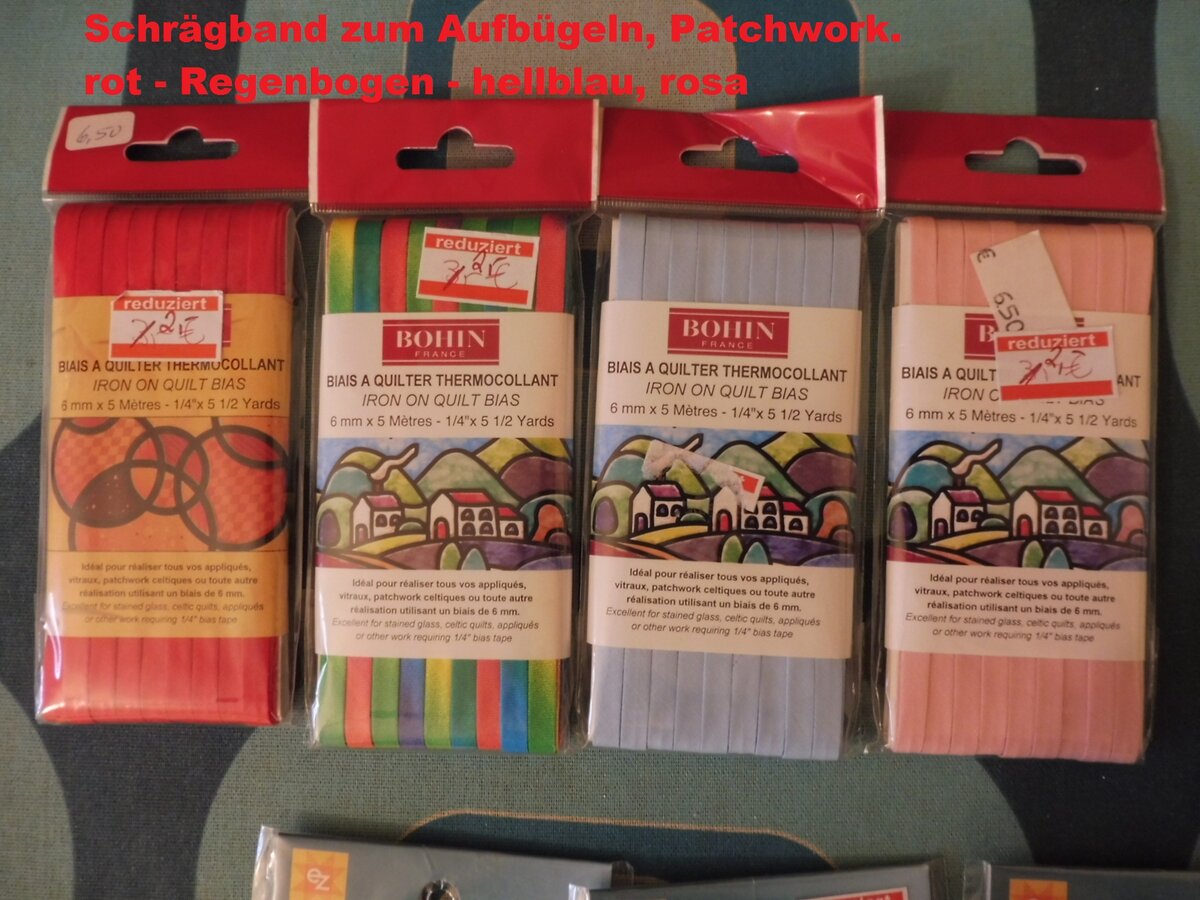 Schrägband zum Aufbügeln, Patchwork.
rot - Regenbogen - hellblau, rosa
6,50
reduziert
2,-€
BIAIS A QUILTER THERMOCOLLANT
IRON ON QUILT BIAS
6 mm x 5 Mètres - 1/4"x 5 1/2 Yards
Idéal pour réaliser tous vos appliqués,
vitraux, patchwork celtiques ou toute autre
réalisation utilisant un biais de 6 mm.
Excellent for stained glass, celtic quilts, appliqués
or other work requiring 1/4" bias tape
reduziert
2,-€
BOHIN
FRANCE
BIAIS A QUILTER THERMOCOLLANT
IRON ON QUILT BIAS
6 mm x 5 Mètres - 1/4"x 5 1/2 Yards
Idéal pour réaliser tous vos appliqués,
vitraux, patchwork celtiques ou toute autre
réalisation utilisant un biais de 6 mm.
Excellent for stained glass, celtic quilts, appliqués
or other work requiring 1/4" bias tape
BOHIN
FRANCE
BIAIS A QUILTER THERMOCOLLANT
IRON ON QUILT BIAS
6 mm x 5 Mètres - 1/4"x 5 1/2 Yards
Idéal pour réaliser tous vos appliqués,
vitraux, patchwork celtiques ou toute autre
réalisation utilisant un biais de 6 mm.
Excellent for stained glass, celtic quilts, appliqués
or other work requiring 1/4" bias tape
€ 6,50
reduziert
2,-€
BIAIS A
IRON
6 mm x 5 Mètres - 1/4"x 5 1/2 Yards
Idéal pour réaliser tous vos appliqués,
vitraux, patchwork celtiques ou toute autre
réalisation utilisant un biais de 6 mm.
Excellent for stained glass, celtic quilts, appliqués
or other work requiring 1/4" bias tape
ez